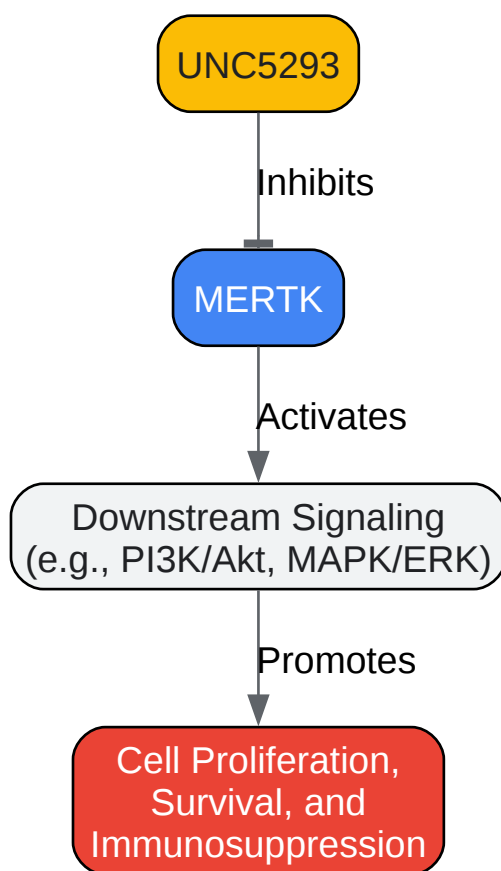 UNC5293
Inhibits
MERTK
Activates
Downstream Signaling
(e.g., PI3K/Akt, MAPK/ERK)
Promotes
Cell Proliferation,
Survival, and
Immunosuppression